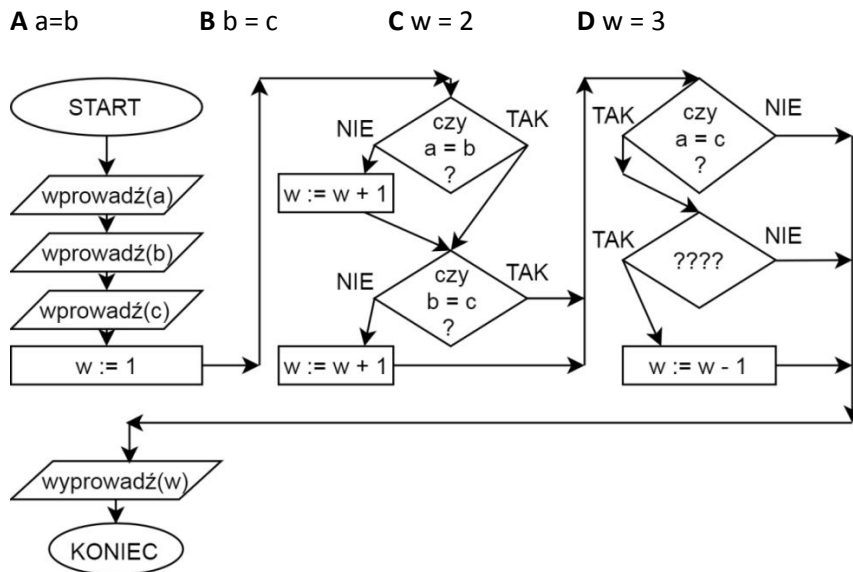 A a=b B b = c C w = 2 D w = 3
START
wprowadź(a)
wprowadź(b)
wprowadź(c)
w := 1
NIE
czy
a = b
?
TAK
w := w + 1
NIE
czy
b = c
?
TAK
w := w + 1
TAK
czy
a = c
?
NIE
TAK
????
NIE
w := w - 1
wyprowadź(w)
KONIEC